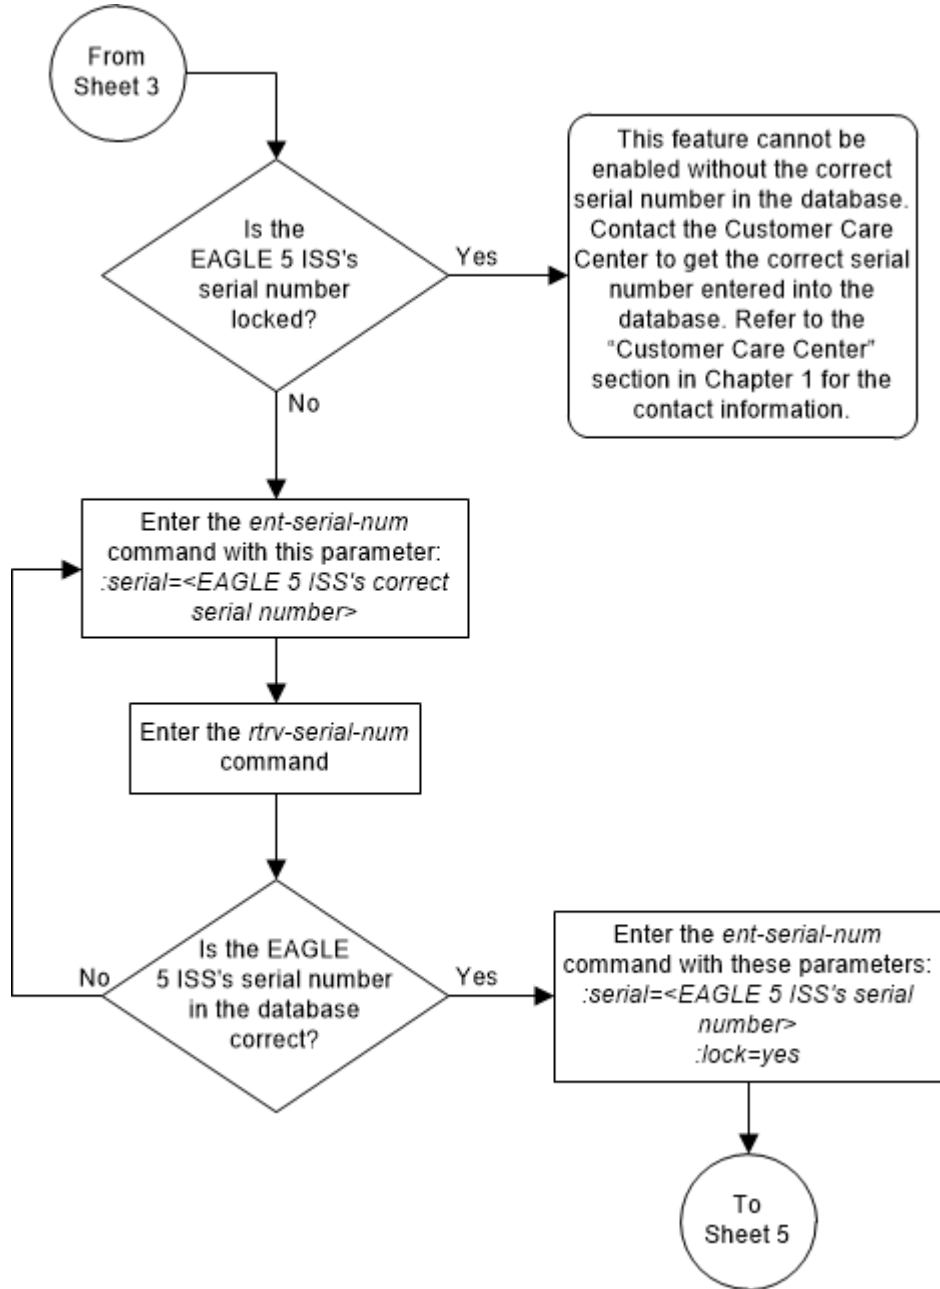 From
Sheet 3
Is the
EAGLE 5 ISS's
serial number
locked?
Yes
This feature cannot be
enabled without the correct
serial number in the database.
Contact the Customer Care
Center to get the correct serial
number entered into the
database. Refer to the
“Customer Care Center”
section in Chapter 1 for the
contact information.
No
Enter the ent-serial-num
command with this parameter:
:serial=<EAGLE 5 ISS's correct
serial number>
Enter the rtrv-serial-num
command
Is the EAGLE
5 ISS's serial number
in the database
correct?
No
Yes
Enter the ent-serial-num
command with these parameters:
:serial=<EAGLE 5 ISS's serial
number>
:lock=yes
To
Sheet 5